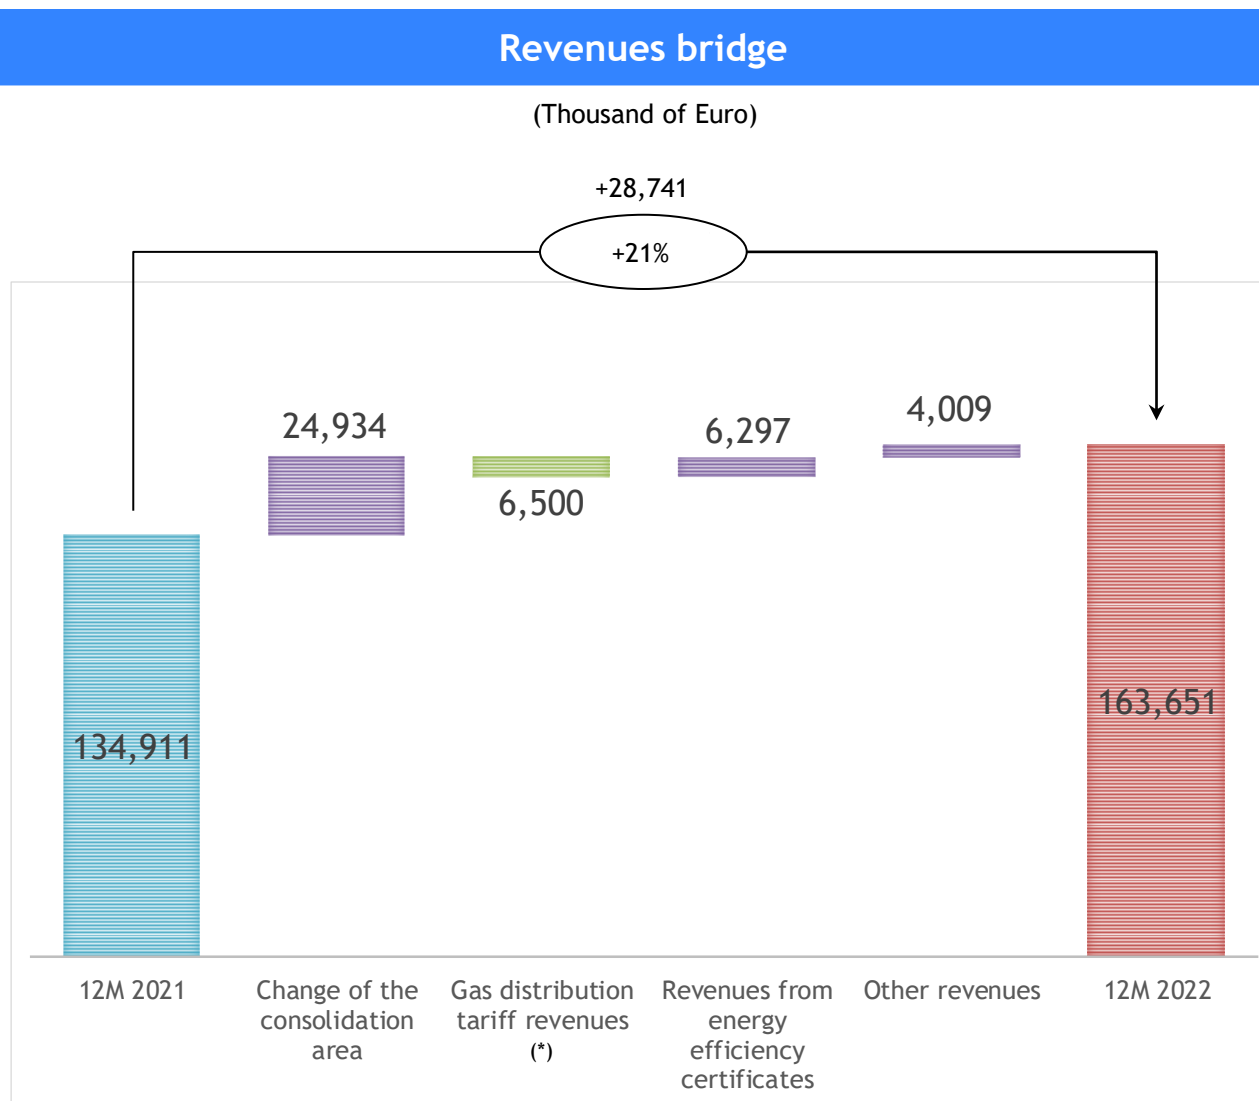 Revenues bridge
(Thousand of Euro)
+28,741
+21%
24,934
6,500
6,297
4,009
134,911
163,651
12M 2021
Change of the
consolidation
area
Gas distribution
tariff revenues
(*)
Revenues from
energy
efficiency
certificates
Other revenues
12M 2022